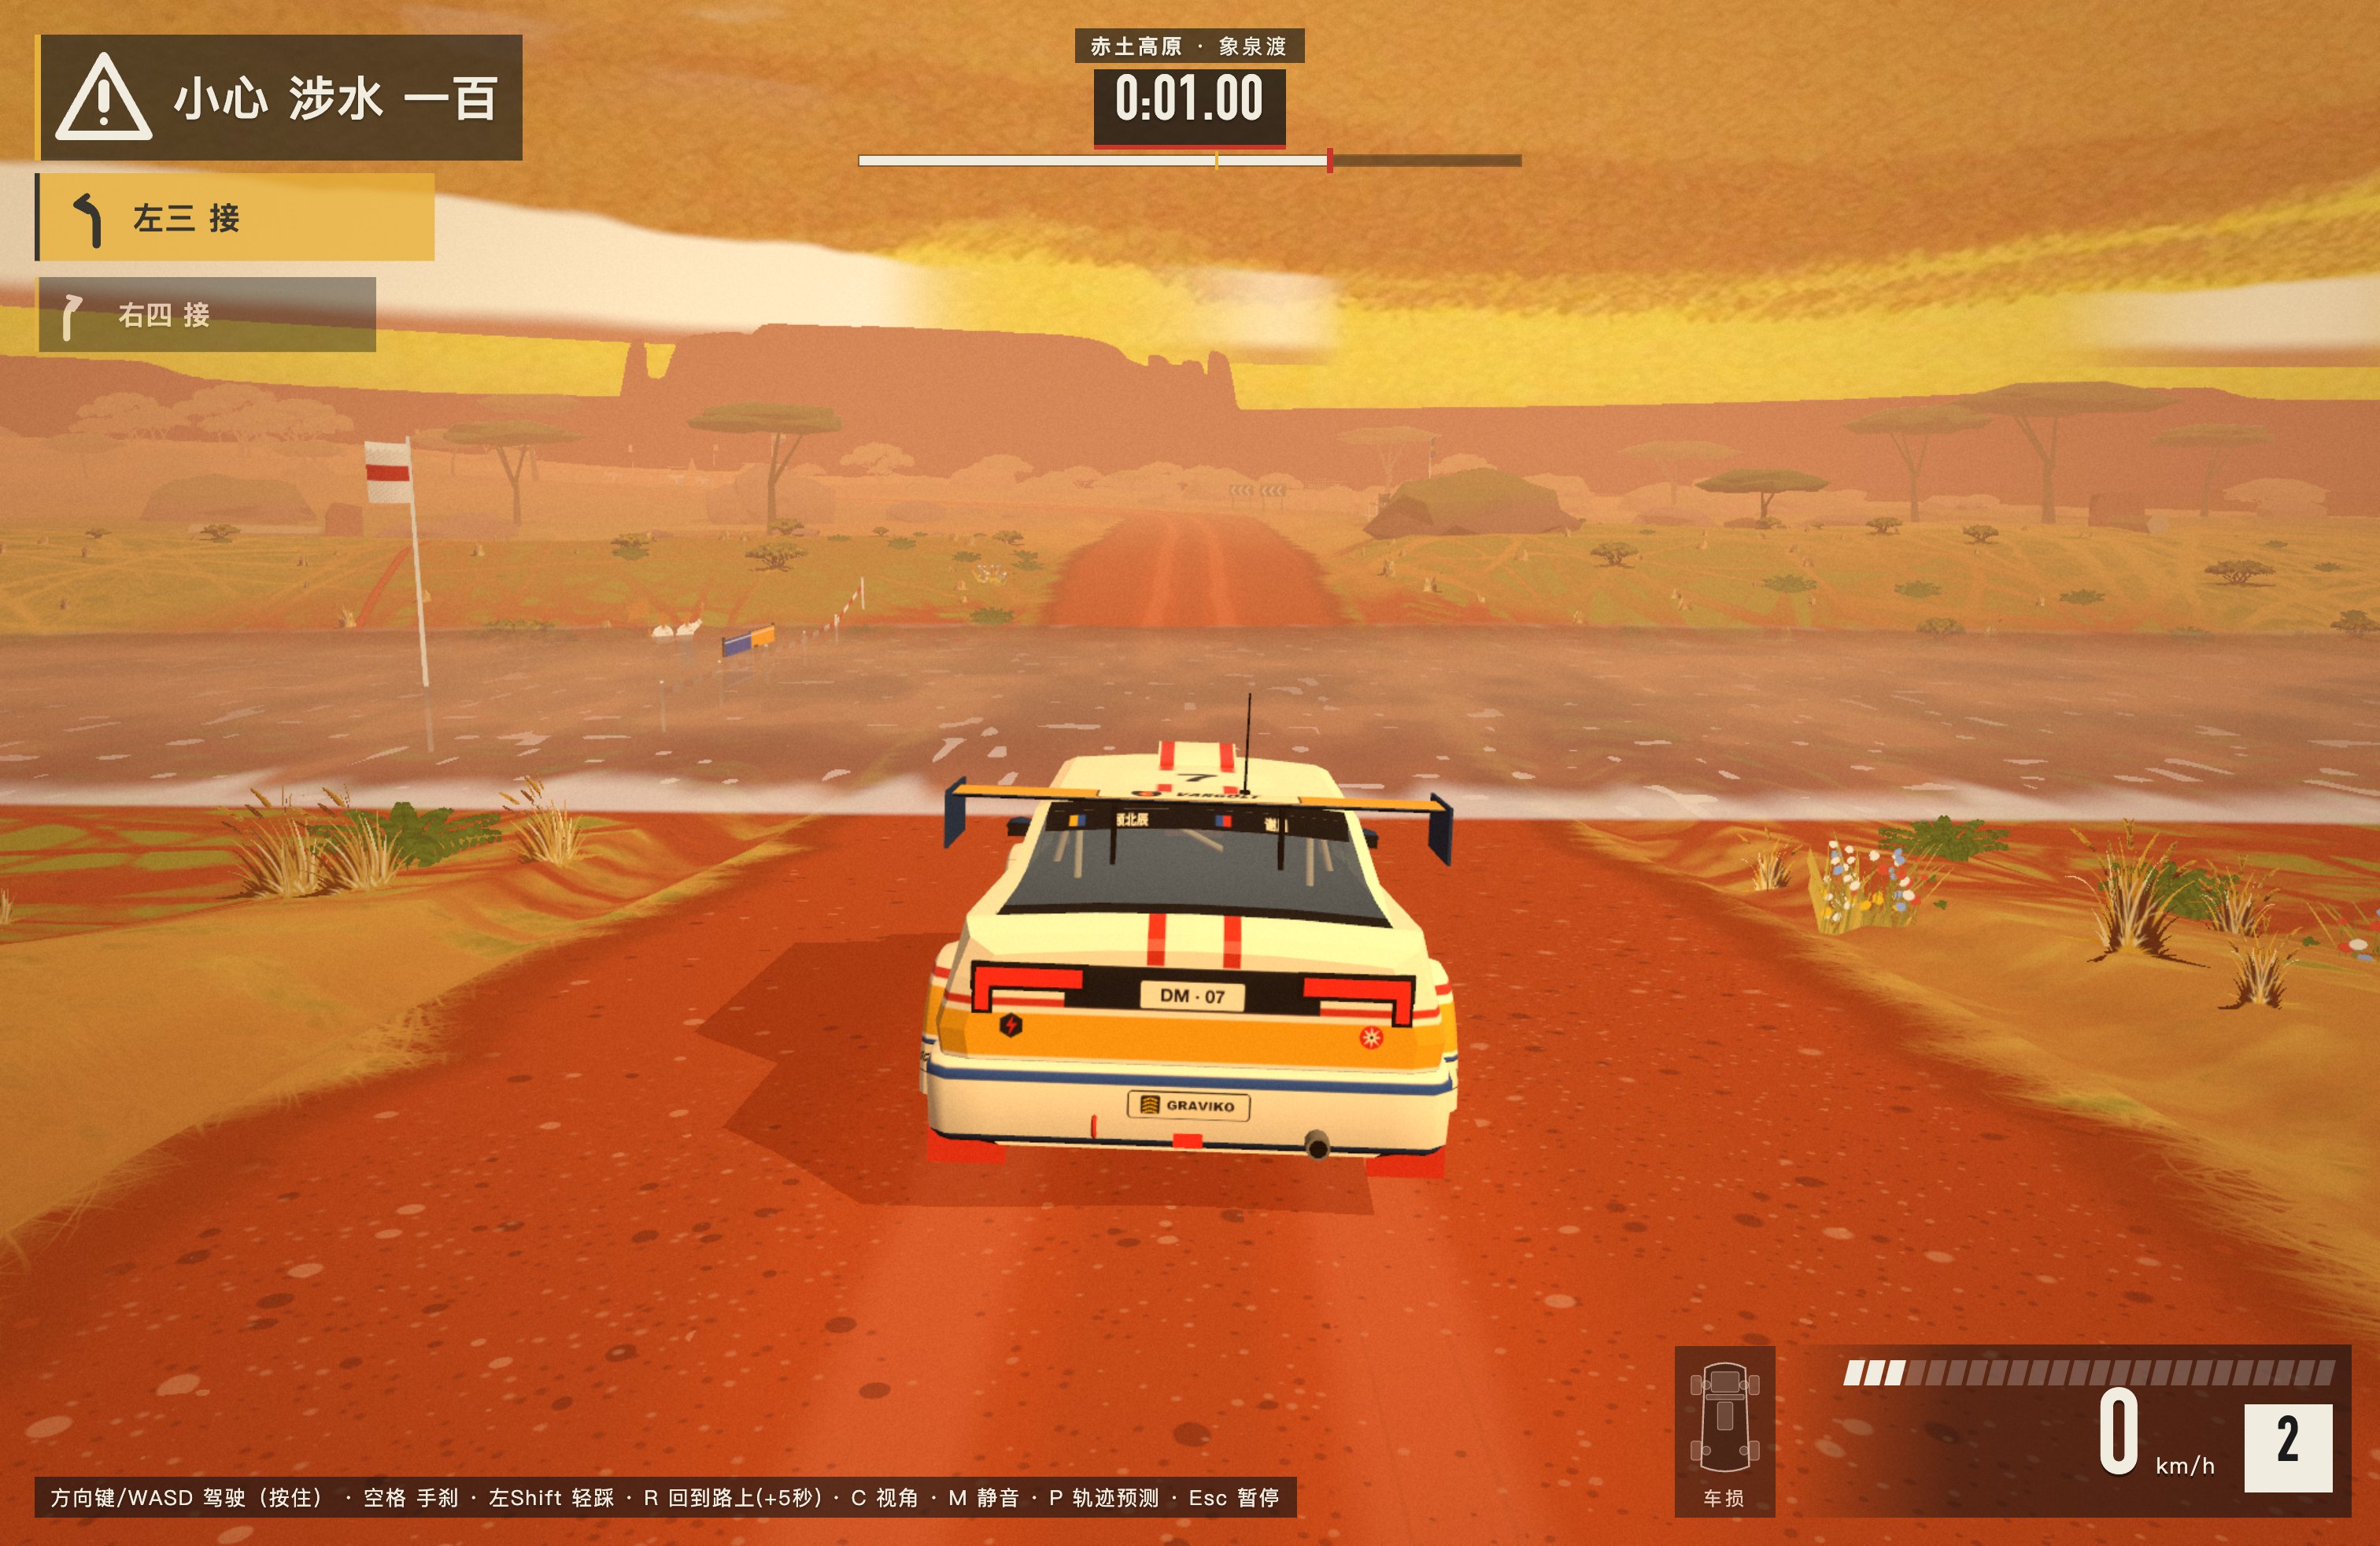 小心 涉水 一百
左三 接
右四 接
赤土高原 · 象泉渡
0:01.00
7
VARGOLT
DM · 07
GRAVIKO
车损
0 km/h
2
方向键/WASD 驾驶（按住） · 空格 手刹 · 左Shift 轻踩 · R 回到路上(+5秒) · C 视角 · M 静音 · P 轨迹预测 · Esc 暂停